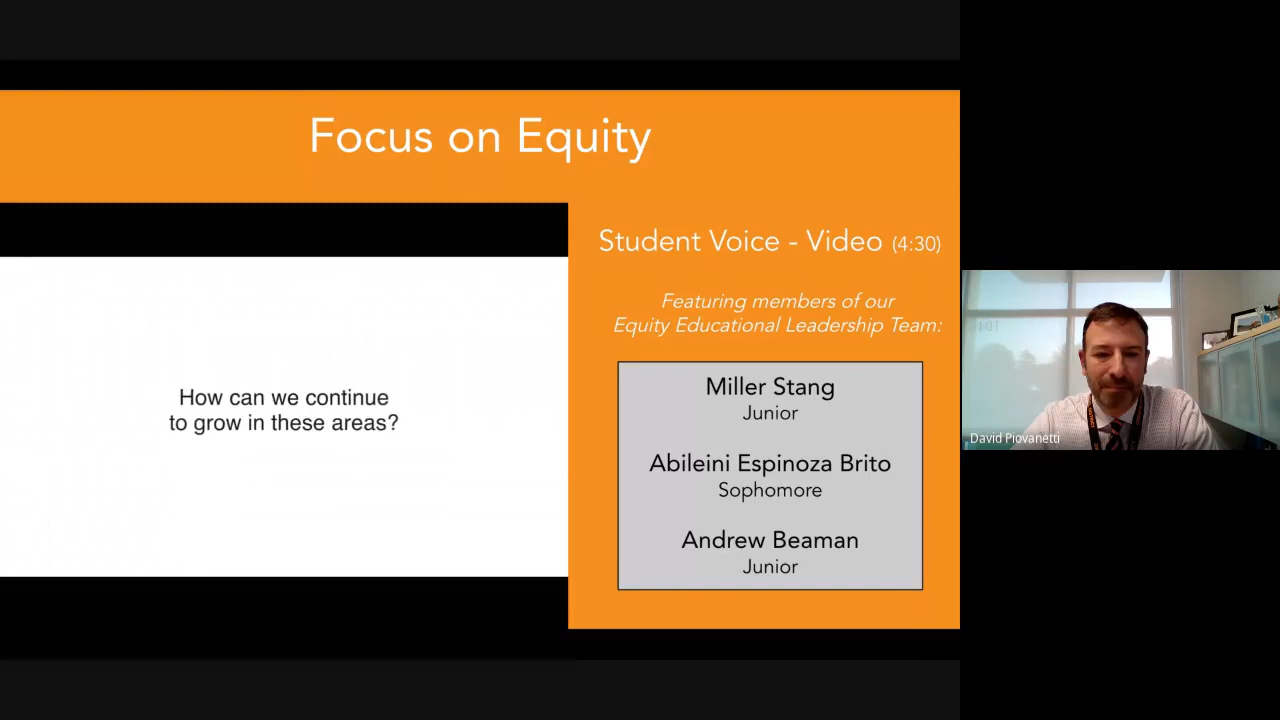 Focus on Equity
Student Voice - Video (4:30)
Featuring members of our
Equity Educational Leadership Team:
How can we continue
to grow in these areas?
Miller Stang
Junior
Abileini Espinoza Brito
Sophomore
Andrew Beaman
Junior
David Piovanetti